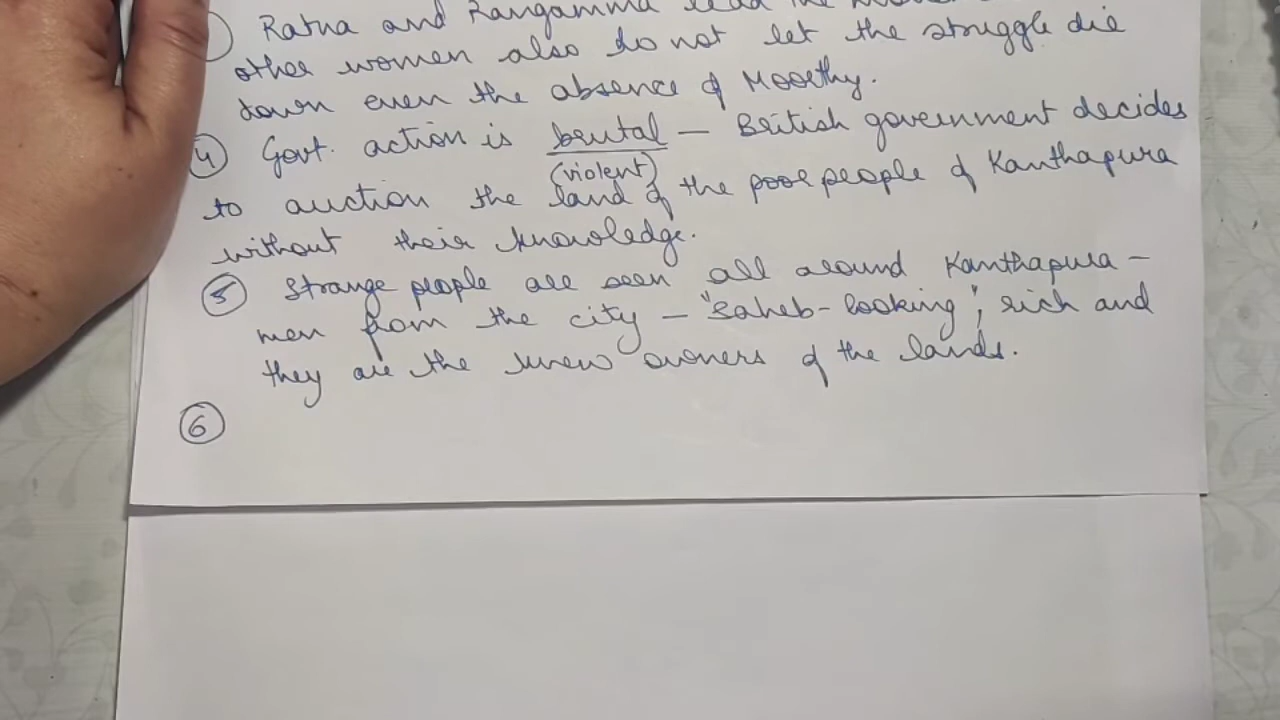 Ratna and Rangamma lead the
other women also do not let the struggle die
down even the absence of Moorthy.
4 Govt. action is brutal — British government decides
(violent)
to auction the land of the poor people of Kanthapura
without their knowledge.
5 Strange people are seen all around Kanthapura –
men from the city – "Saheb-looking", rich and
they are the new owners of the lands.
6